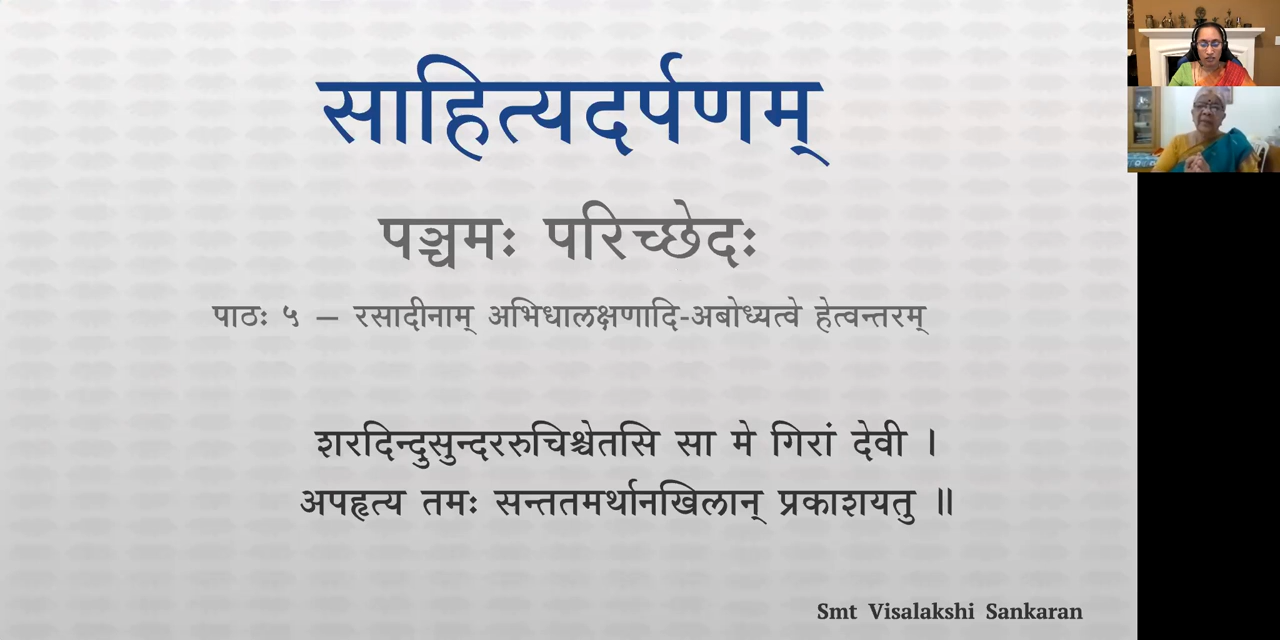 साहित्यदर्पणम्
पञ्चमः परिच्छेदः
पाठः ५ – रसादीनाम् अभिधालक्षणादि-अबोध्यत्वे हेत्वन्तरम्
शरदिन्दुसुन्दररुचिश्चेतसि सा मे गिरां देवी ।
अपहृत्य तमः सन्ततमर्थानखिलान् प्रकाशयतु ॥
Smt Visalakshi Sankaran